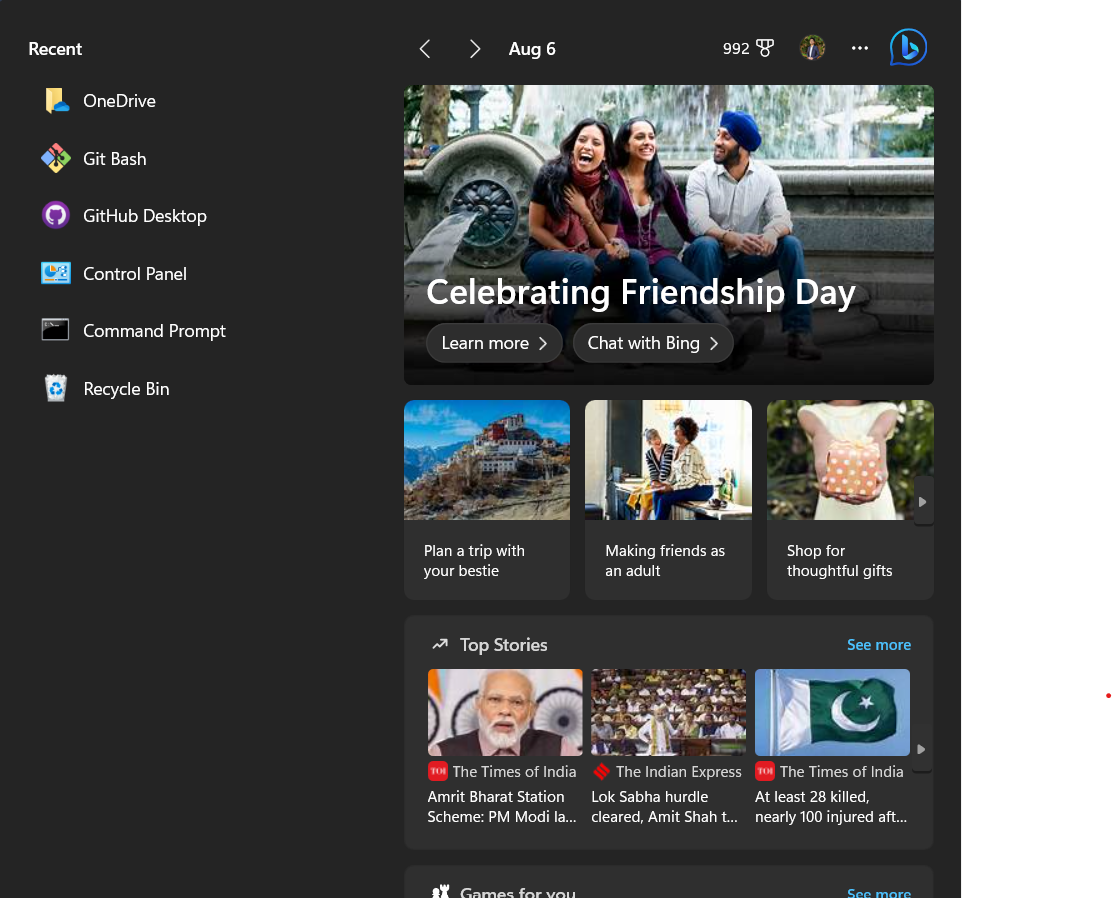 Recent
OneDrive
Git Bash
GitHub Desktop
Control Panel
Command Prompt
Recycle Bin
Aug 6
992
Celebrating Friendship Day
Learn more
Chat with Bing
Plan a trip with
your bestie
Making friends as
an adult
Shop for
thoughtful gifts
Top Stories
See more
TOI The Times of India
Amrit Bharat Station
Scheme: PM Modi la...
The Indian Express
Lok Sabha hurdle
cleared, Amit Shah t...
TOI The Times of India
At least 28 killed,
nearly 100 injured aft...
Games for you
See more